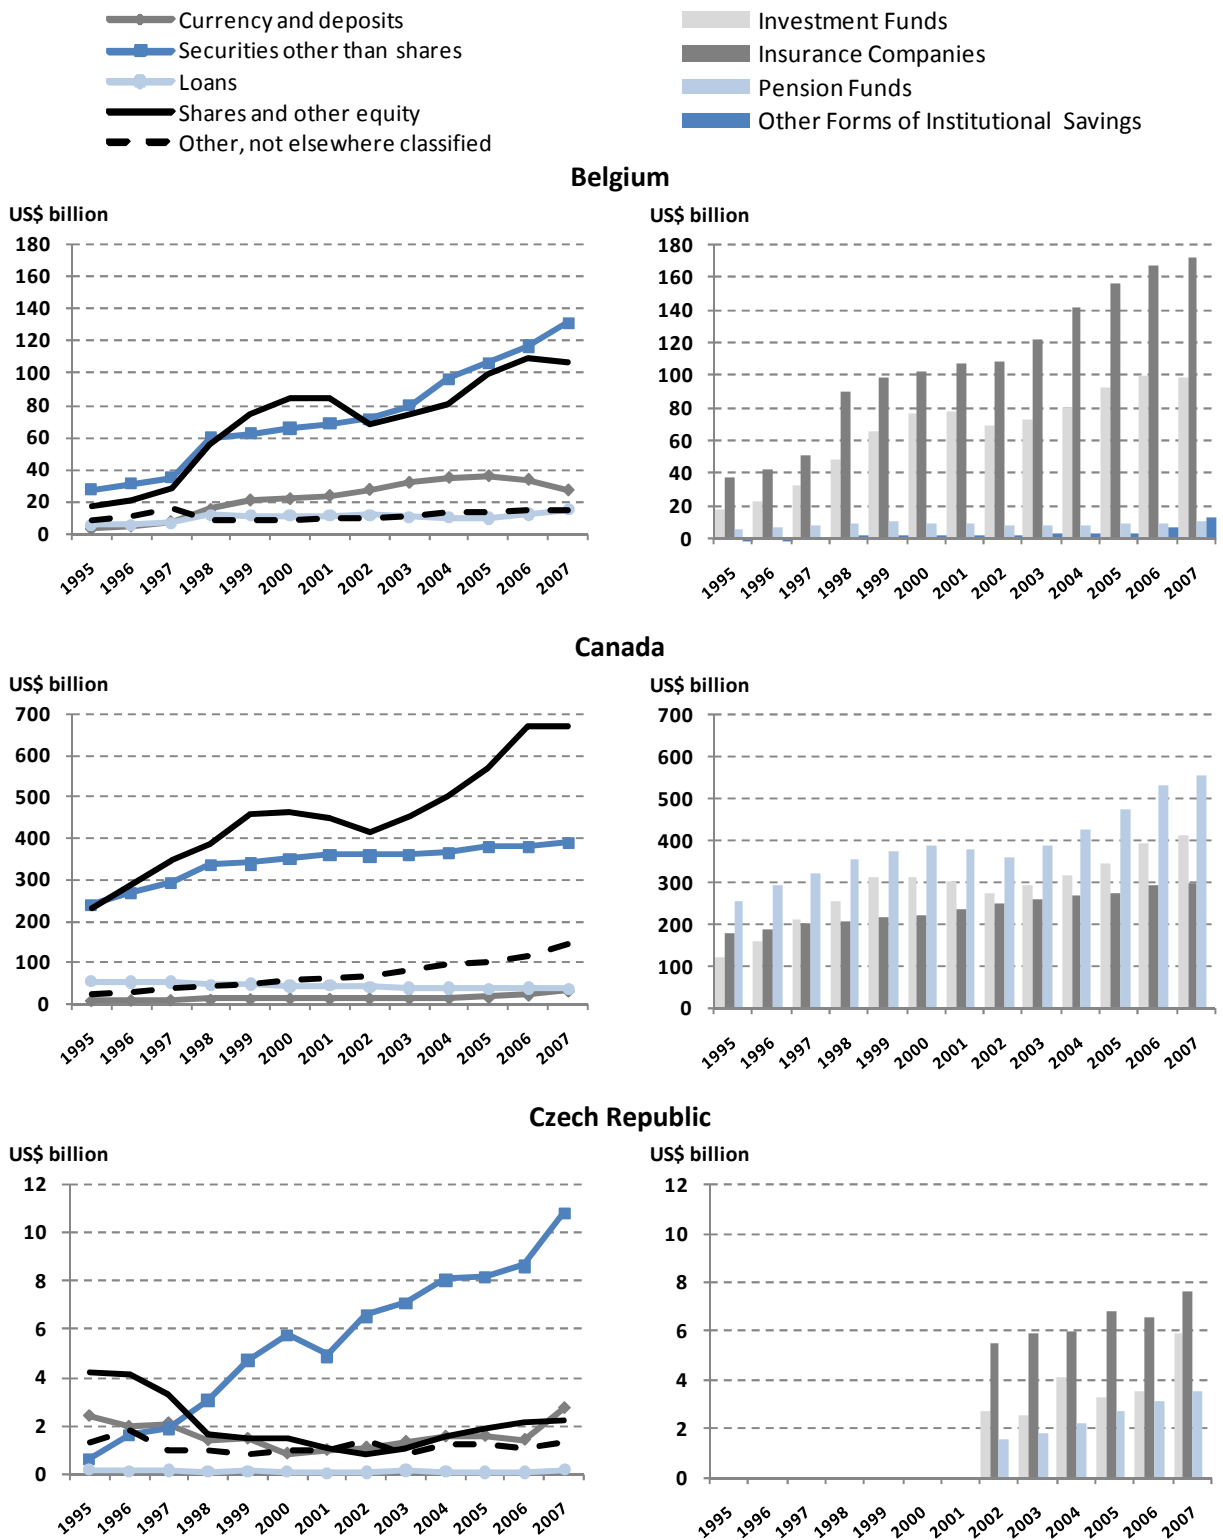 Currency and deposits
Securities other than shares
Loans
Shares and other equity
Other, not elsewhere classified
Investment Funds
Insurance Companies
Pension Funds
Other Forms of Institutional Savings
Belgium
US$ billion
180
160
140
120
100
80
60
40
20
0
1995 1996 1997 1998 1999 2000 2001 2002 2003 2004 2005 2006 2007
US$ billion
180
160
140
120
100
80
60
40
20
0
1995 1996 1997 1998 1999 2000 2001 2002 2003 2004 2005 2006 2007
Canada
US$ billion
700
600
500
400
300
200
100
0
1995 1996 1997 1998 1999 2000 2001 2002 2003 2004 2005 2006 2007
US$ billion
700
600
500
400
300
200
100
0
1995 1996 1997 1998 1999 2000 2001 2002 2003 2004 2005 2006 2007
Czech Republic
US$ billion
12
10
8
6
4
2
0
1995 1996 1997 1998 1999 2000 2001 2002 2003 2004 2005 2006 2007
US$ billion
12
10
8
6
4
2
0
1995 1996 1997 1998 1999 2000 2001 2002 2003 2004 2005 2006 2007